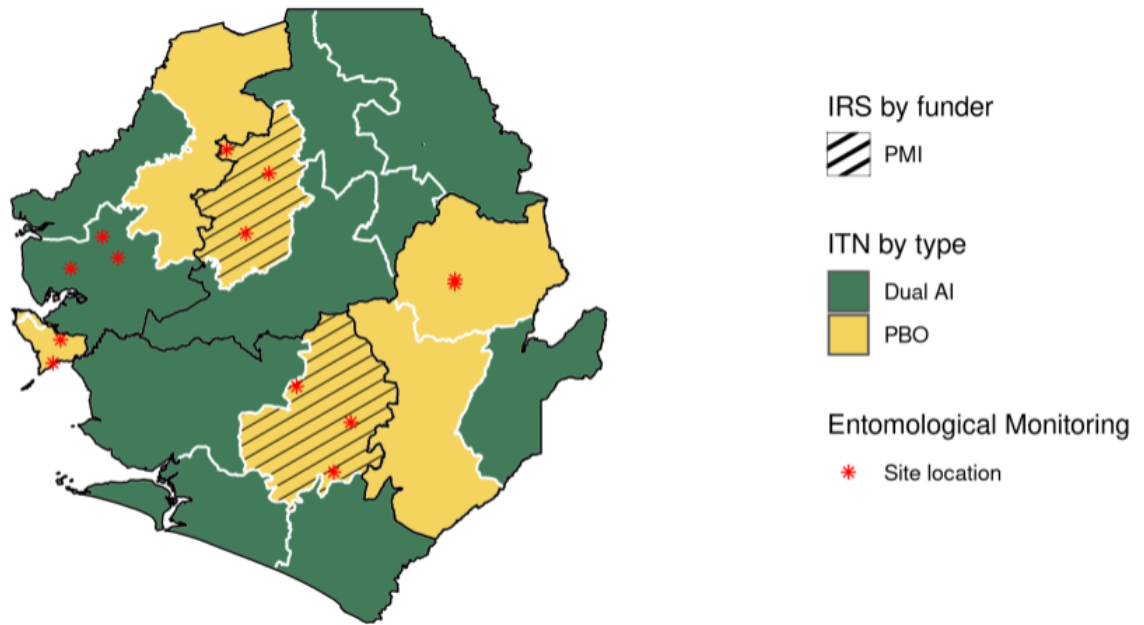 IRS by funder
PMI
ITN by type
Dual AI
PBO
Entomological Monitoring
Site location